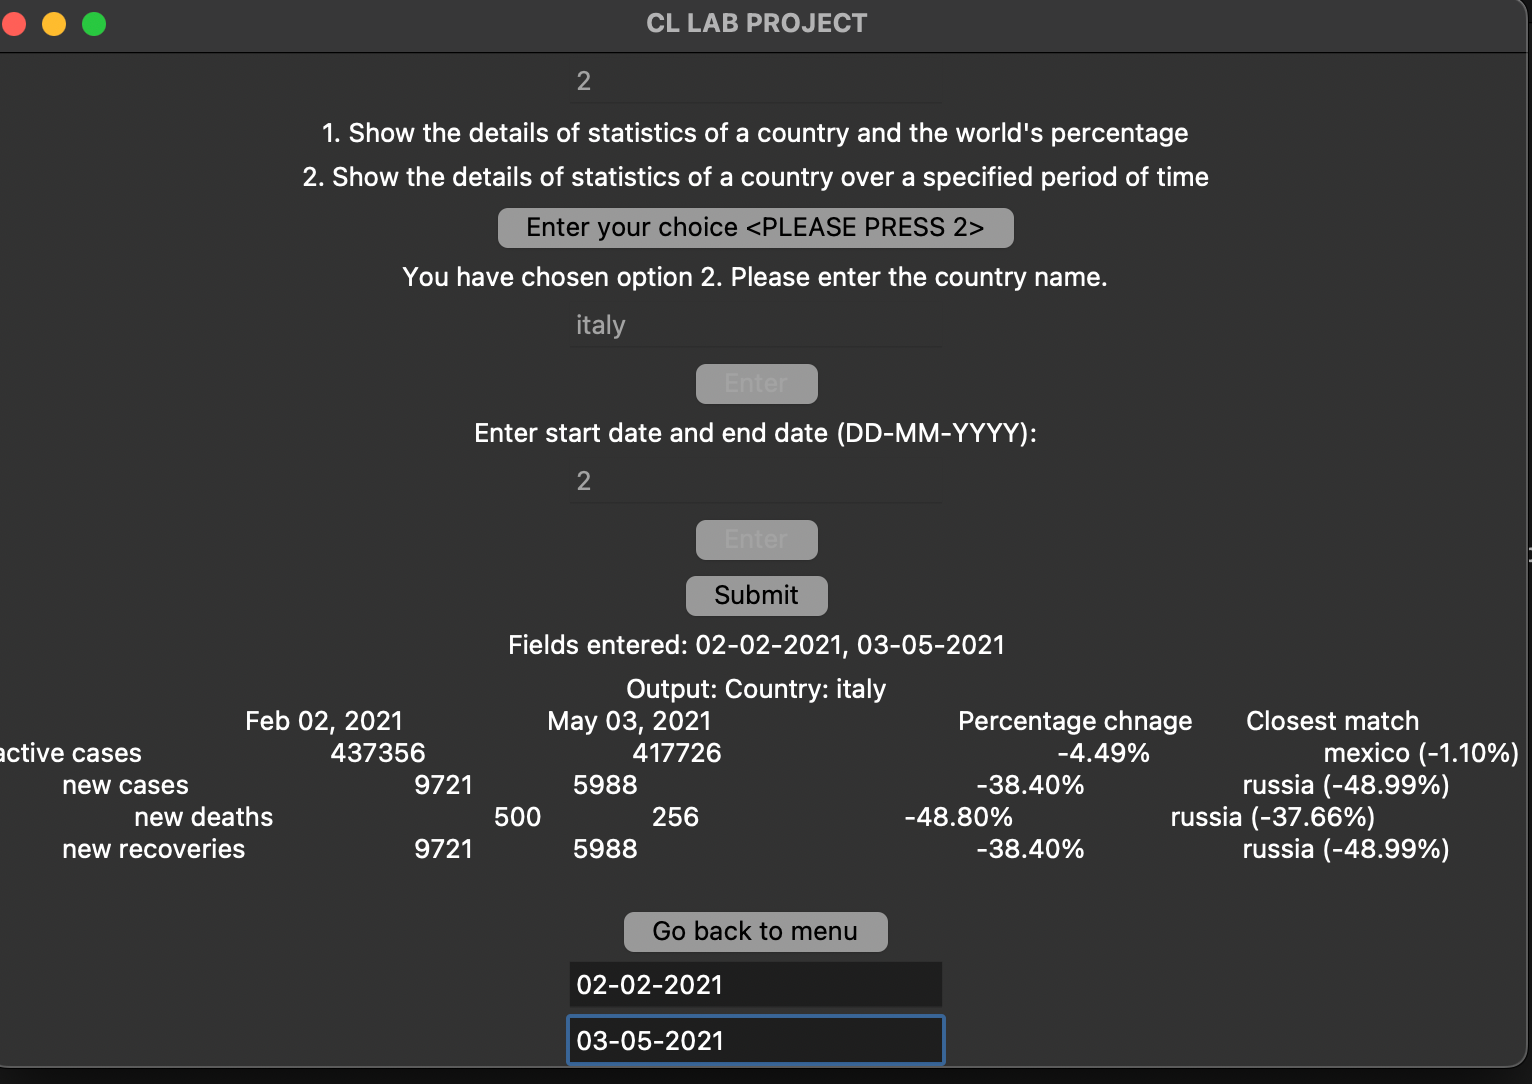 CL LAB PROJECT
2
1. Show the details of statistics of a country and the world's percentage
2. Show the details of statistics of a country over a specified period of time
Enter your choice <PLEASE PRESS 2>
You have chosen option 2. Please enter the country name.
italy
Enter
Enter start date and end date (DD-MM-YYYY):
2
Enter
Submit
Fields entered: 02-02-2021, 03-05-2021
Output: Country: italy
Feb 02, 2021 May 03, 2021 Percentage chnage Closest match
active cases 437356 417726 -4.49% mexico (-1.10%)
new cases 9721 5988 -38.40% russia (-48.99%)
new deaths 500 256 -48.80% russia (-37.66%)
new recoveries 9721 5988 -38.40% russia (-48.99%)
Go back to menu
02-02-2021
03-05-2021